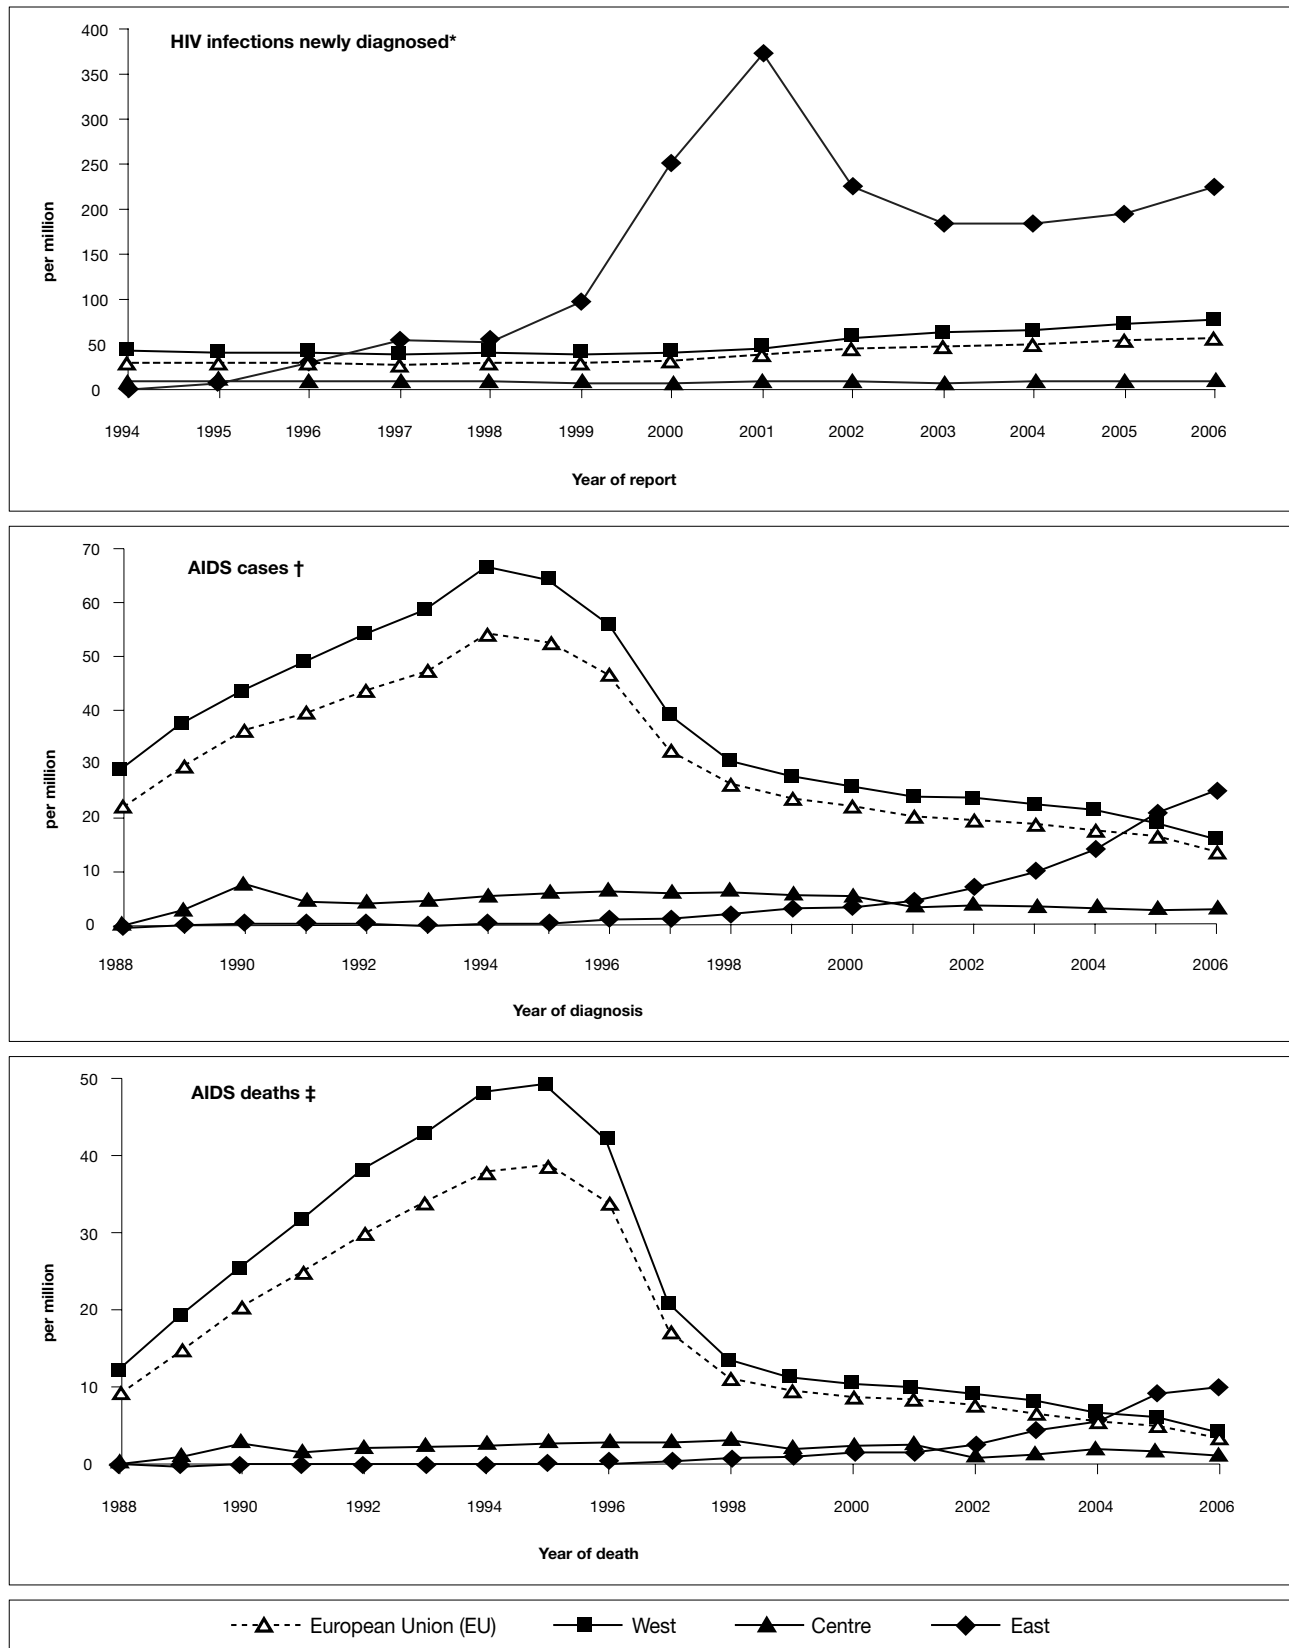 HIV infections newly diagnosed*
400
350
300
250
200
150
100
50
0
per million
1994 1995 1996 1997 1998 1999 2000 2001 2002 2003 2004 2005 2006
Year of report
AIDS cases †
70
60
50
40
30
20
10
0
per million
1988 1990 1992 1994 1996 1998 2000 2002 2004 2006
Year of diagnosis
AIDS deaths ‡
50
40
30
20
10
0
per million
1988 1990 1992 1994 1996 1998 2000 2002 2004 2006
Year of death
European Union (EU) West Centre East